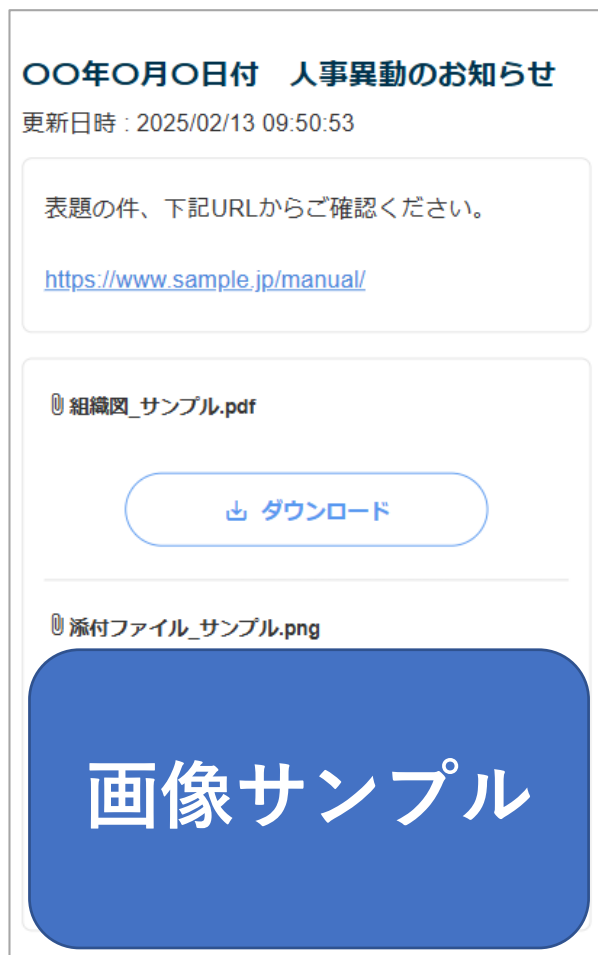 〇〇年〇月〇日付　人事異動のお知らせ
更新日時 : 2025/02/13 09:50:53
表題の件、下記URLからご確認ください。
https://www.sample.jp/manual/
組織図_サンプル.pdf
ダウンロード
添付ファイル_サンプル.png
画像サンプル